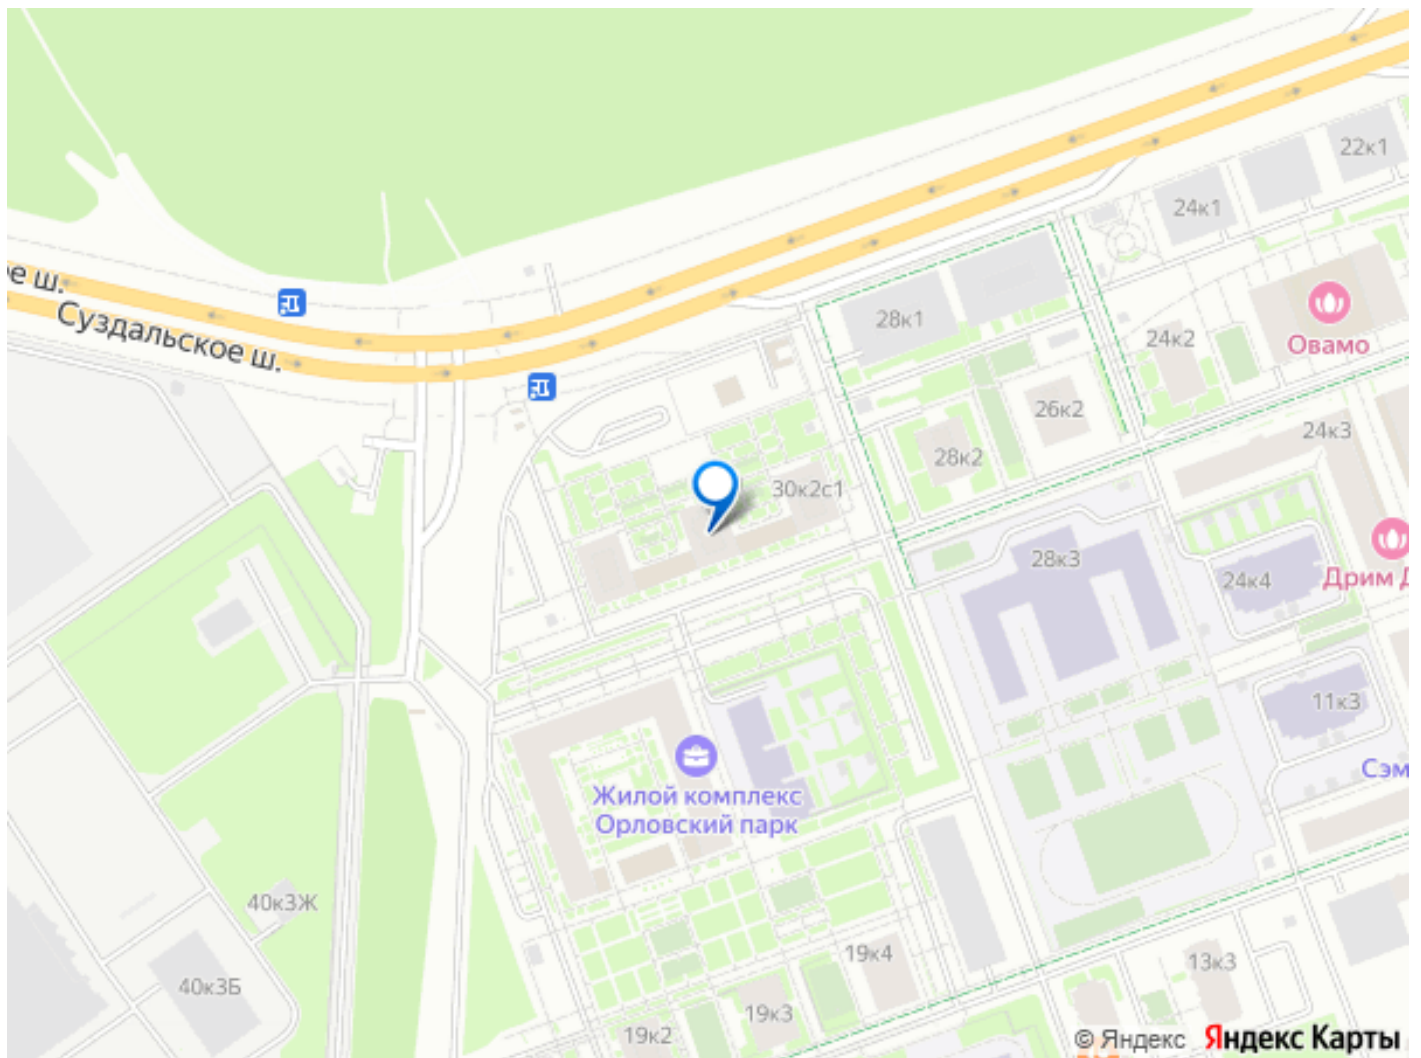 22к1
24к1
ое ш.
Суздальское ш.
28к1
Овамо
24к2
26к2
24к3
28к2
30к2с1
28к3
24к4
Дрим Д
11к3
Сэм
Жилой комплекс
Орловский парк
40к3Ж
40к3Б
19к4
13к3
19к3
19к2
© Яндекс Яндекс Карты